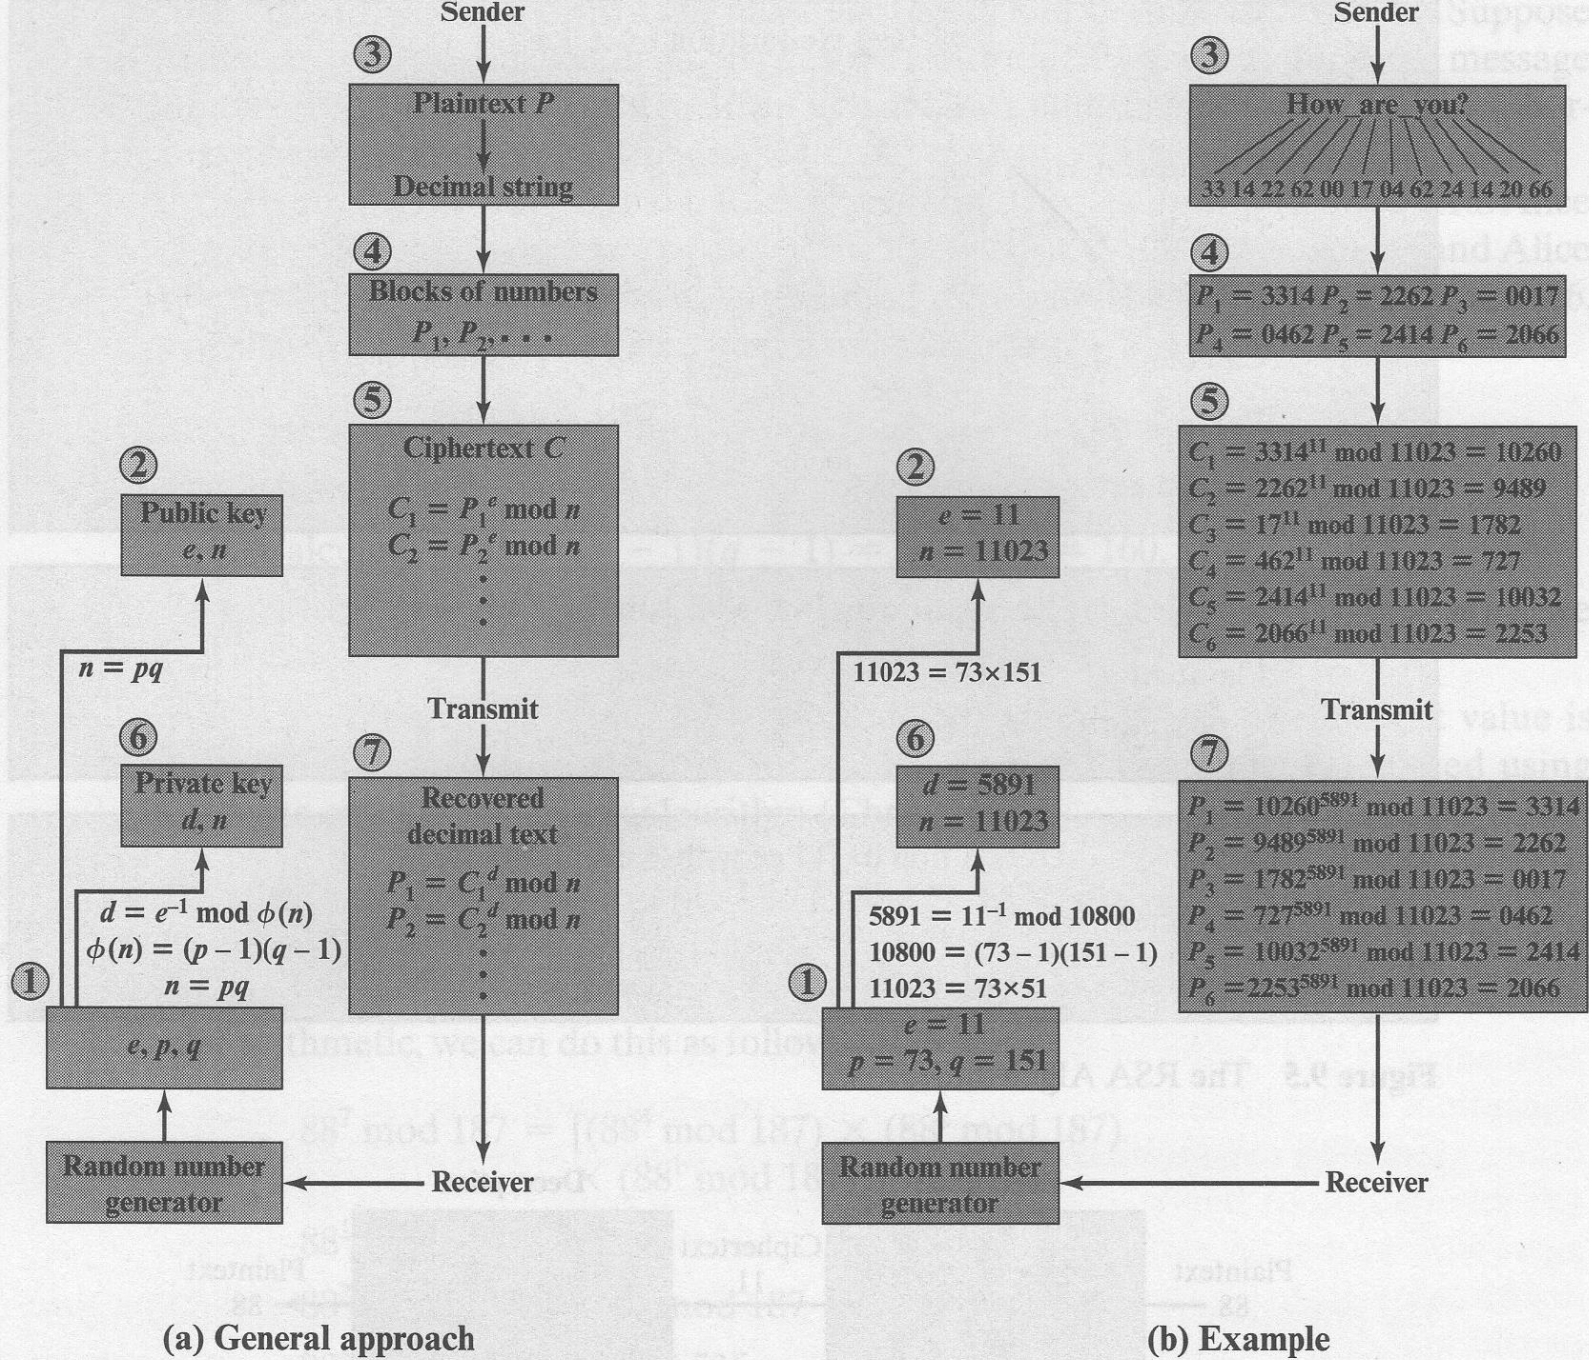 Sender
3
Plaintext P
Decimal string
4
Blocks of numbers
P1, P2, . . .
5
Ciphertext C
C1 = P1^e mod n
C2 = P2^e mod n
2
Public key
e, n
n = pq
Transmit
6
Private key
d, n
7
Recovered
decimal text
P1 = C1^d mod n
P2 = C2^d mod n
d = e^–1 mod ϕ(n)
ϕ(n) = (p – 1)(q – 1)
n = pq
1
e, p, q
Random number
generator
Receiver
(a) General approach
Sender
3
How_are_you?
33 14 22 62 00 17 04 62 24 14 20 66
4
P1 = 3314 P2 = 2262 P3 = 0017
P4 = 0462 P5 = 2414 P6 = 2066
5
C1 = 3314^11 mod 11023 = 10260
C2 = 2262^11 mod 11023 = 9489
C3 = 17^11 mod 11023 = 1782
C4 = 462^11 mod 11023 = 727
C5 = 2414^11 mod 11023 = 10032
C6 = 2066^11 mod 11023 = 2253
2
e = 11
n = 11023
11023 = 73×151
Transmit
6
d = 5891
n = 11023
7
P1 = 10260^5891 mod 11023 = 3314
P2 = 9489^5891 mod 11023 = 2262
P3 = 1782^5891 mod 11023 = 0017
P4 = 727^5891 mod 11023 = 0462
P5 = 10032^5891 mod 11023 = 2414
P6 =2253^5891 mod 11023 = 2066
5891 = 11^–1 mod 10800
10800 = (73 – 1)(151 – 1)
11023 = 73×51
1
e = 11
p = 73, q = 151
Random number
generator
Receiver
(b) Example